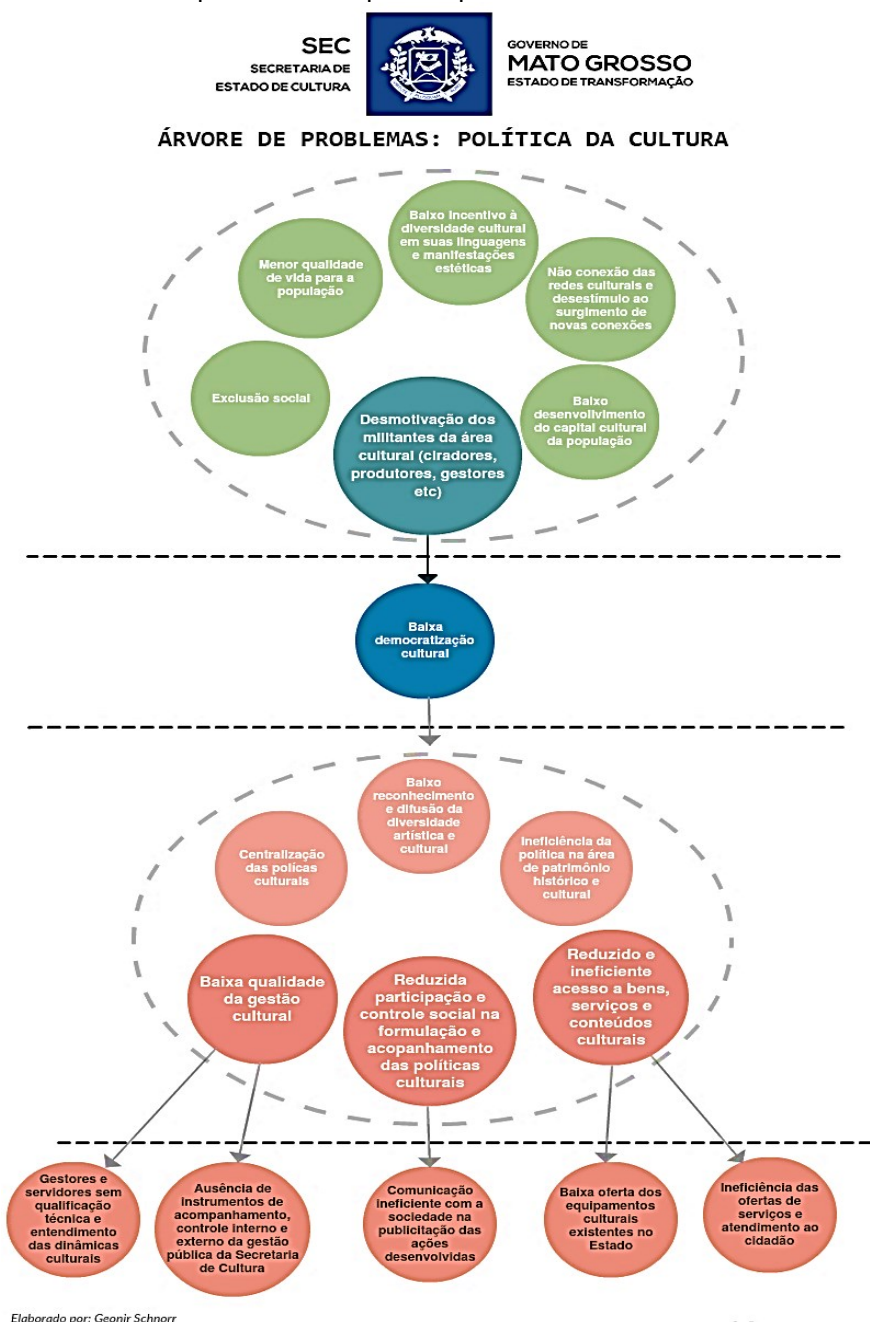 SEC
SECRETARIA DE
ESTADO DE CULTURA
GOVERNO DE
MATO GROSSO
ESTADO DE TRANSFORMAÇÃO
ÁRVORE DE PROBLEMAS: POLÍTICA DA CULTURA
Baixo incentivo à
diversidade cultural
em suas linguagens
e manifestações
estéticas
Menor qualidade
de vida para a
população
Não conexão das
redes culturais e
desestímulo ao
surgimento de
novas conexões
Exclusão social
Desmotivação dos
militantes da área
cultural (ciradores,
produtores, gestores
etc)
Baixo
desenvolvimento
do capital cultural
da população
Baixa
democratização
cultural
Baixo
reconhecimento
e difusão da
diversidade
artística e
cultural
Centralização
das polícas
culturais
Ineficiência da
política na área
de patrimônio
histórico e
cultural
Baixa qualidade
da gestão
cultural
Reduzida
participação e
controle social na
formulação e
acopanhamento
das políticas
culturais
Reduzido e
ineficiente
acesso a bens,
serviços e
conteúdos
culturais
Gestores e
servidores sem
qualificação
técnica e
entendimento
das dinâmicas
culturais
Ausência de
instrumentos de
acompanhamento,
controle interno e
externo da gestão
pública da Secretaria
de Cultura
Comunicação
ineficiente com a
sociedade na
publicitação das
ações
desenvolvidas
Baixa oferta dos
equipamentos
culturais
existentes no
Estado
Ineficiência das
ofertas de
serviços e
atendimento ao
cidadão
Elaborado por: Geonir Schnorr